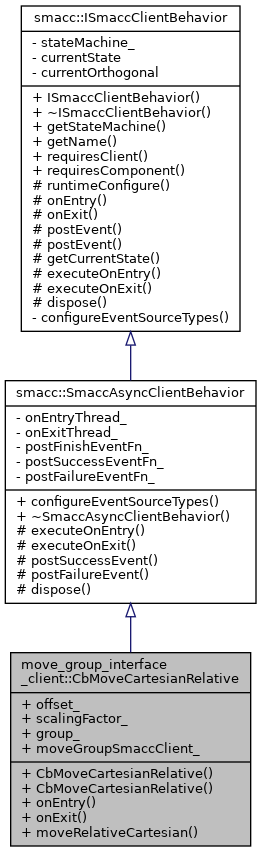 smacc::ISmaccClientBehavior
- stateMachine_
- currentState
- currentOrthogonal
+ ISmaccClientBehavior()
+ ~ISmaccClientBehavior()
+ getStateMachine()
+ getName()
+ requiresClient()
+ requiresComponent()
# runtimeConfigure()
# onEntry()
# onExit()
# postEvent()
# postEvent()
# getCurrentState()
# executeOnEntry()
# executeOnExit()
# dispose()
- configureEventSourceTypes()
smacc::SmaccAsyncClientBehavior
- onEntryThread_
- onExitThread_
- postFinishEventFn_
- postSuccessEventFn_
- postFailureEventFn_
+ configureEventSourceTypes()
+ ~SmaccAsyncClientBehavior()
# executeOnEntry()
# executeOnExit()
# postSuccessEvent()
# postFailureEvent()
# dispose()
move_group_interface
_client::CbMoveCartesianRelative
+ offset_
+ scalingFactor_
+ group_
+ moveGroupSmaccClient_
+ CbMoveCartesianRelative()
+ CbMoveCartesianRelative()
+ onEntry()
+ onExit()
+ moveRelativeCartesian()